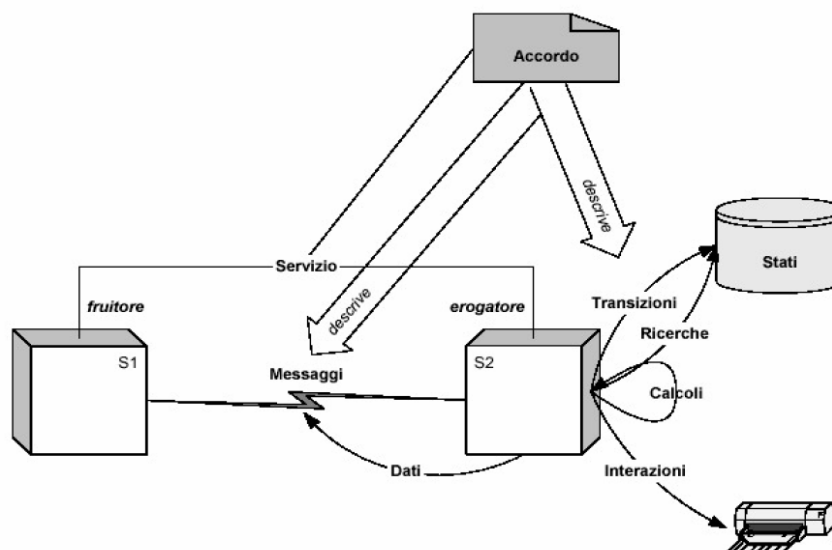 Accordo
descrive
Servizio
Stati
fruitore
erogatore
descrive
Transizioni
Ricerche
S1
S2
Messaggi
Calcoli
Dati
Interazioni